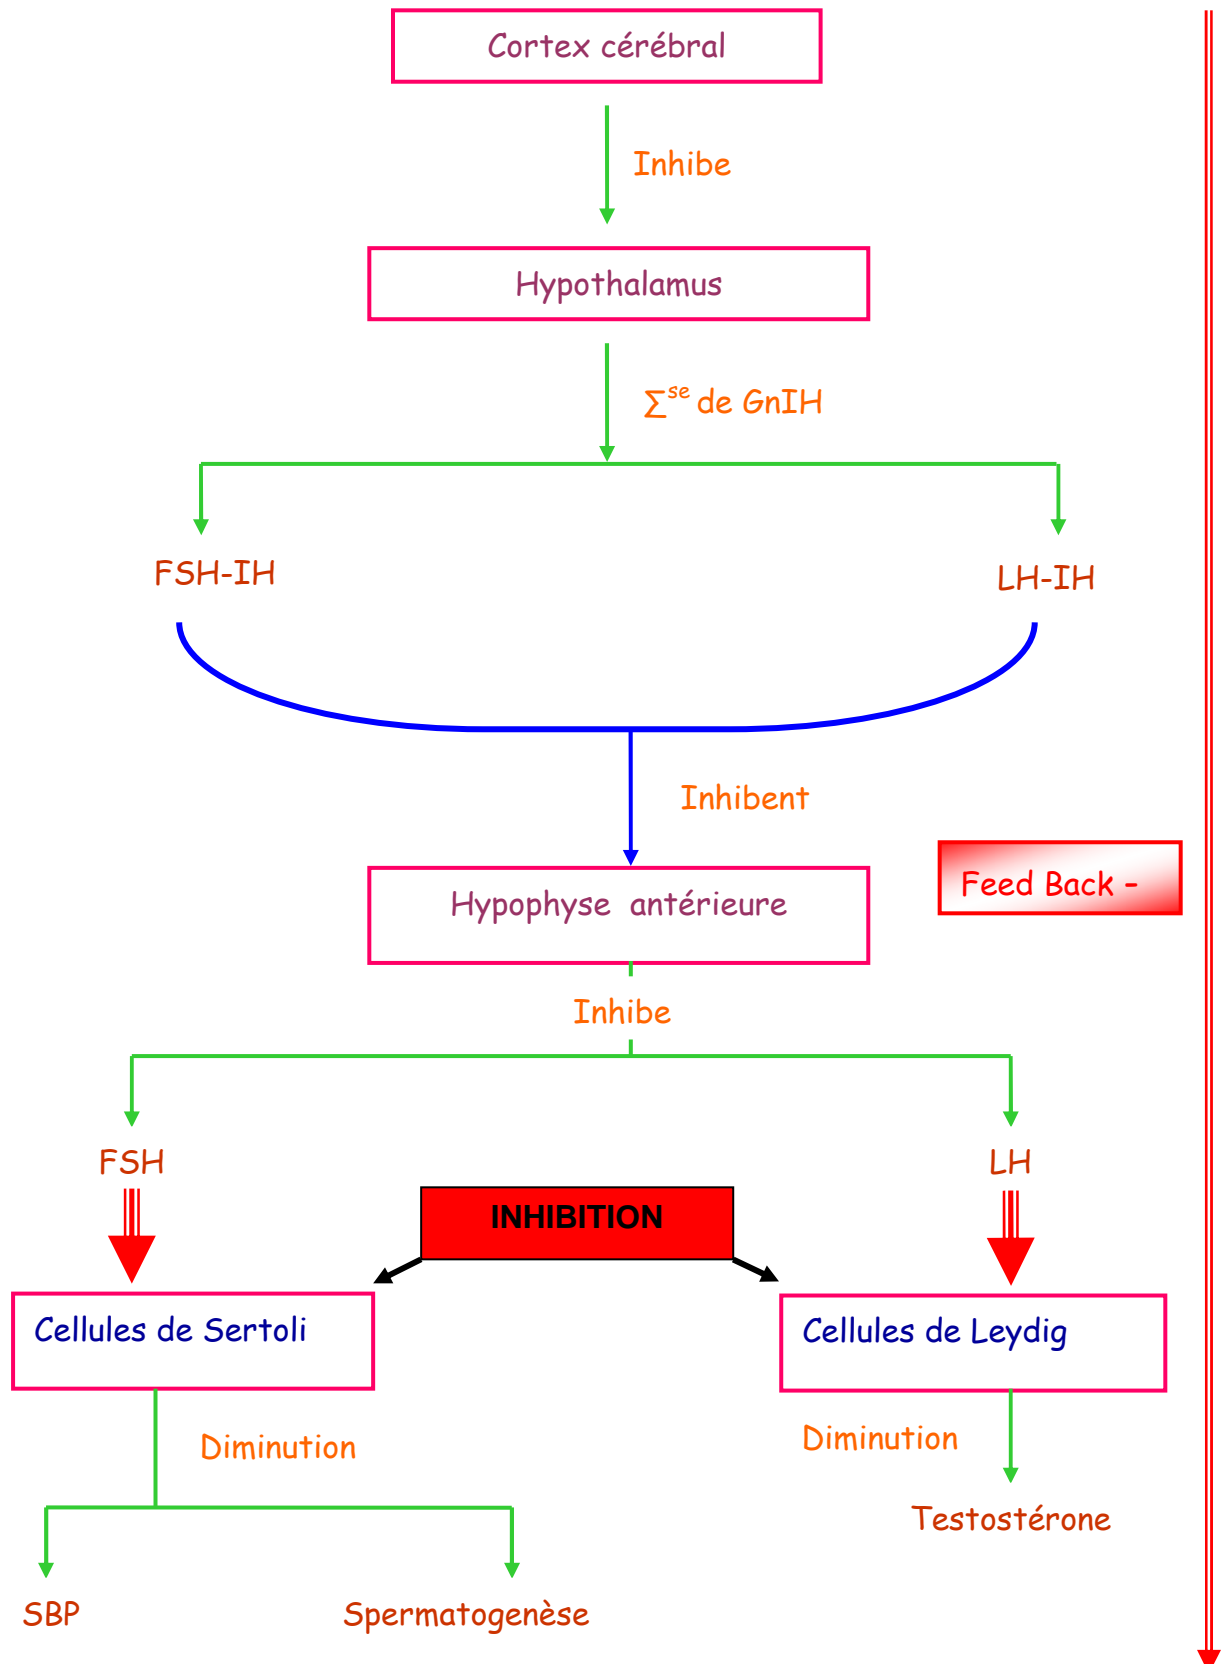 Cortex cérébral
Inhibe
Hypothalamus
∑se de GnIH
FSH-IH
LH-IH
Inhibent
Feed Back –
Hypophyse antérieure
Inhibe
FSH
LH
INHIBITION
Cellules de Sertoli
Cellules de Leydig
Diminution
Diminution
Testostérone
SBP
Spermatogenèse